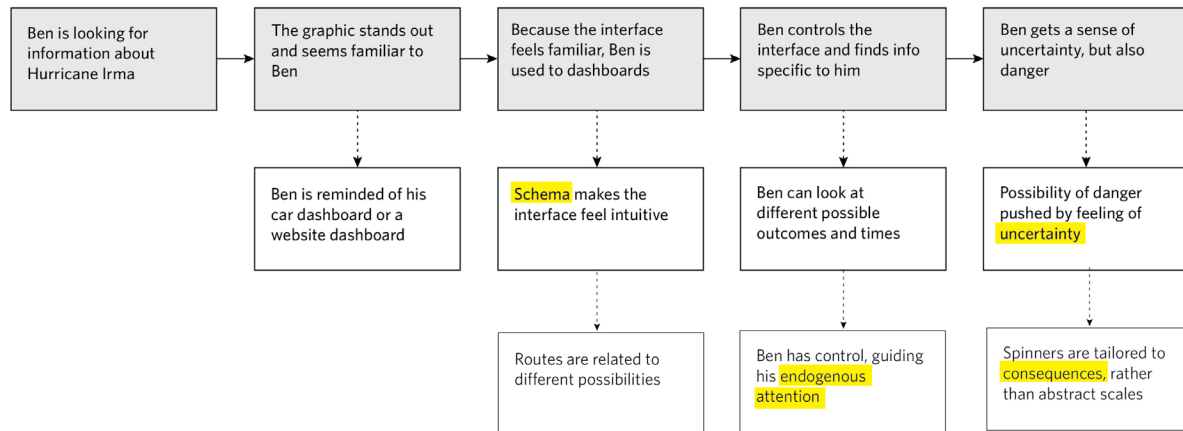 Ben is looking for
information about
Hurricane Irma
The graphic stands out
and seems familiar to
Ben
Because the interface
feels familiar, Ben is
used to dashboards
Ben controls the
interface and finds info
specific to him
Ben gets a sense of
uncertainty, but also
danger
Ben is reminded of his
car dashboard or a
website dashboard
Schema makes the
interface feel intuitive
Ben can look at
different possible
outcomes and times
Possibility of danger
pushed by feeling of
uncertainty
Routes are related to
different possibilities
Ben has control, guiding
his endogenous
attention
Spinners are tailored to
consequences, rather
than abstract scales